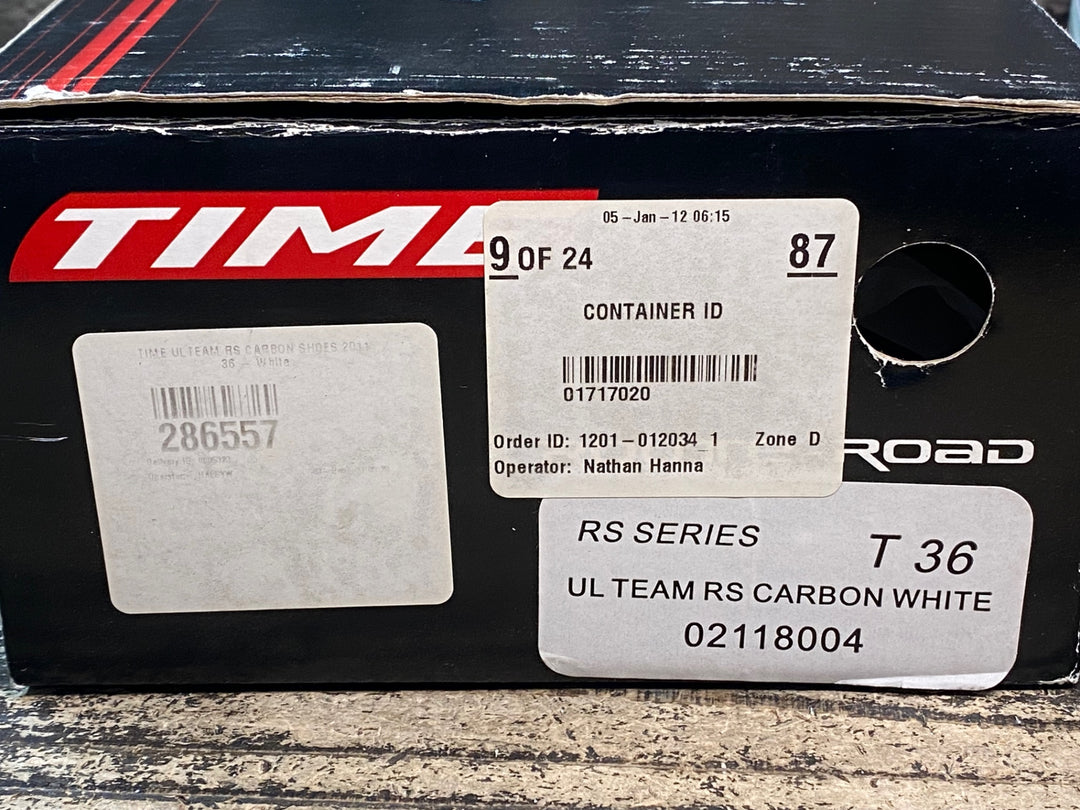 TIME
05-Jan-12 06:15
9 OF 24
87
CONTAINER ID
01717020
Order ID: 1201-012034_1 Zone D
Operator: Nathan Hanna
TIME ULTEAM RS CARBON SHOES 2011
36 - White
286557
ROAD
RS SERIES
T 36
UL TEAM RS CARBON WHITE
02118004